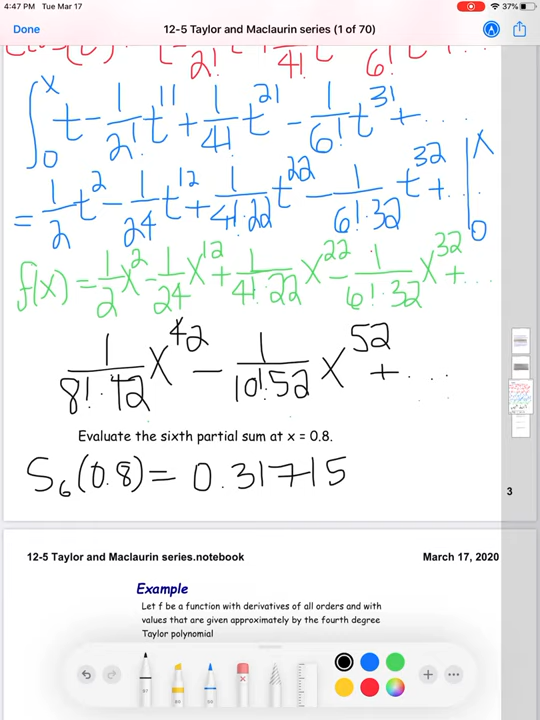 4:47 PM Tue Mar 17
37%
Done
12-5 Taylor and Maclaurin series (1 of 70)
2! 4! 6!
∫₀ˣ t - 1/2! t¹¹ + 1/4! t²¹ - 1/6! t³¹ + ...
= 1/2 t² - 1/24 t¹² + 1/4!·22 t²² - 1/6!·32 t³² + ... |₀ˣ
f(x) = 1/2 x² - 1/24 x¹² + 1/4!·22 x²² - 1/6!·32 x³² + ...
1/8!·42 x⁴² - 1/10!·52 x⁵² + ...
Evaluate the sixth partial sum at x = 0.8.
S₆(0.8) = 0.31715
3
12-5 Taylor and Maclaurin series.notebook
March 17, 2020
Example
Let f be a function with derivatives of all orders and with
values that are given approximately by the fourth degree
Taylor polynomial